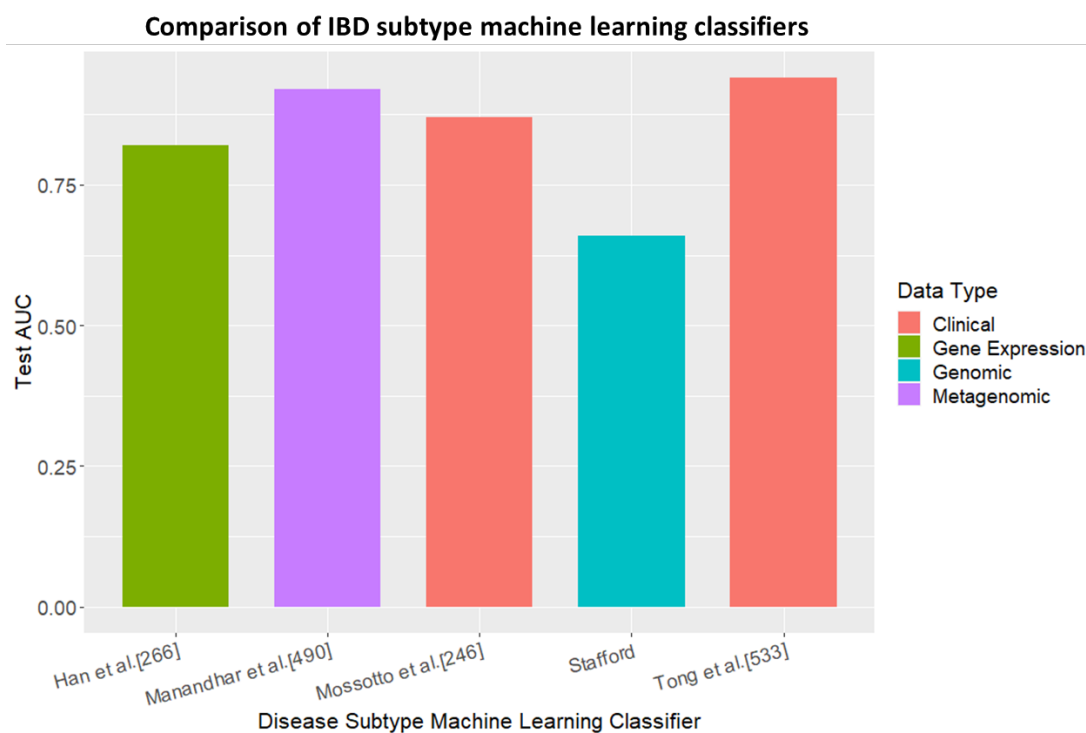 Comparison of IBD subtype machine learning classifiers
Test AUC
0.75
0.50
0.25
0.00
Han et al.[266]
Manandhar et al.[490]
Mossotto et al.[246]
Stafford
Tong et al.[533]
Disease Subtype Machine Learning Classifier
Data Type
Clinical
Gene Expression
Genomic
Metagenomic